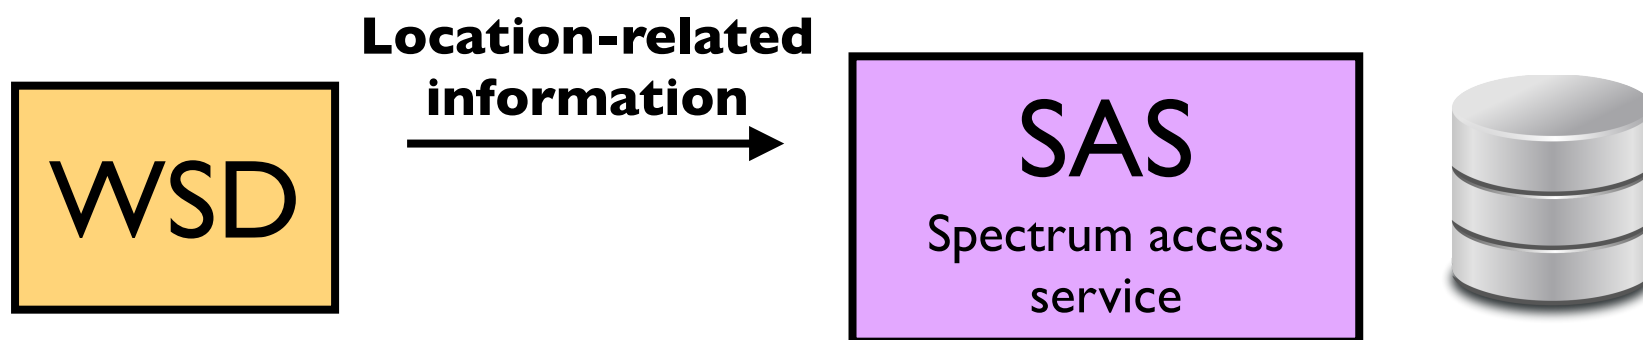 Location-related
information
WSD
SAS
Spectrum access
service